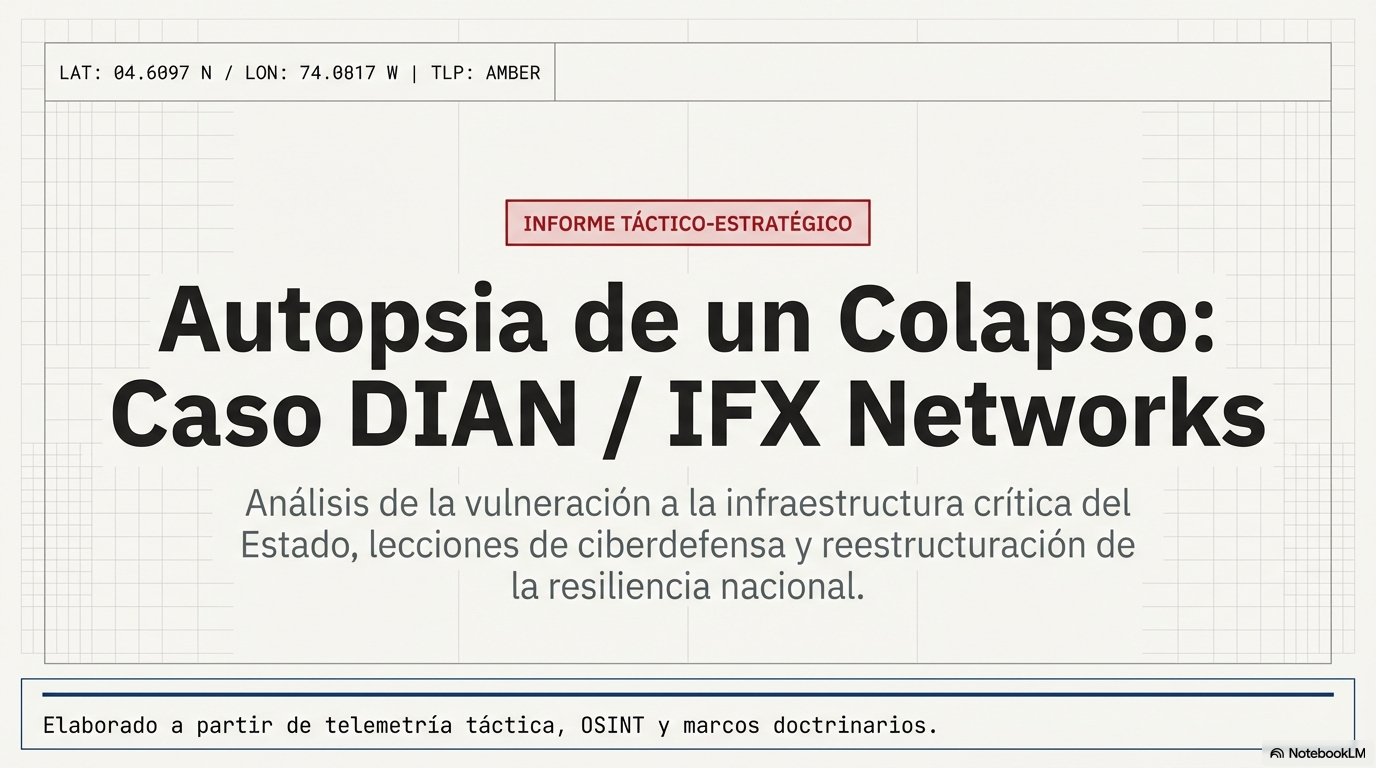 LAT: 04.6097 N / LON: 74.0817 W | TLP: AMBER
INFORME TÁCTICO-ESTRATÉGICO
Autopsia de un Colapso:
Caso DIAN / IFX Networks
Análisis de la vulneración a la infraestructura crítica del
Estado, lecciones de ciberdefensa y reestructuración de
la resiliencia nacional.
Elaborado a partir de telemetría táctica, OSINT y marcos doctrinarios.
NotebookLM